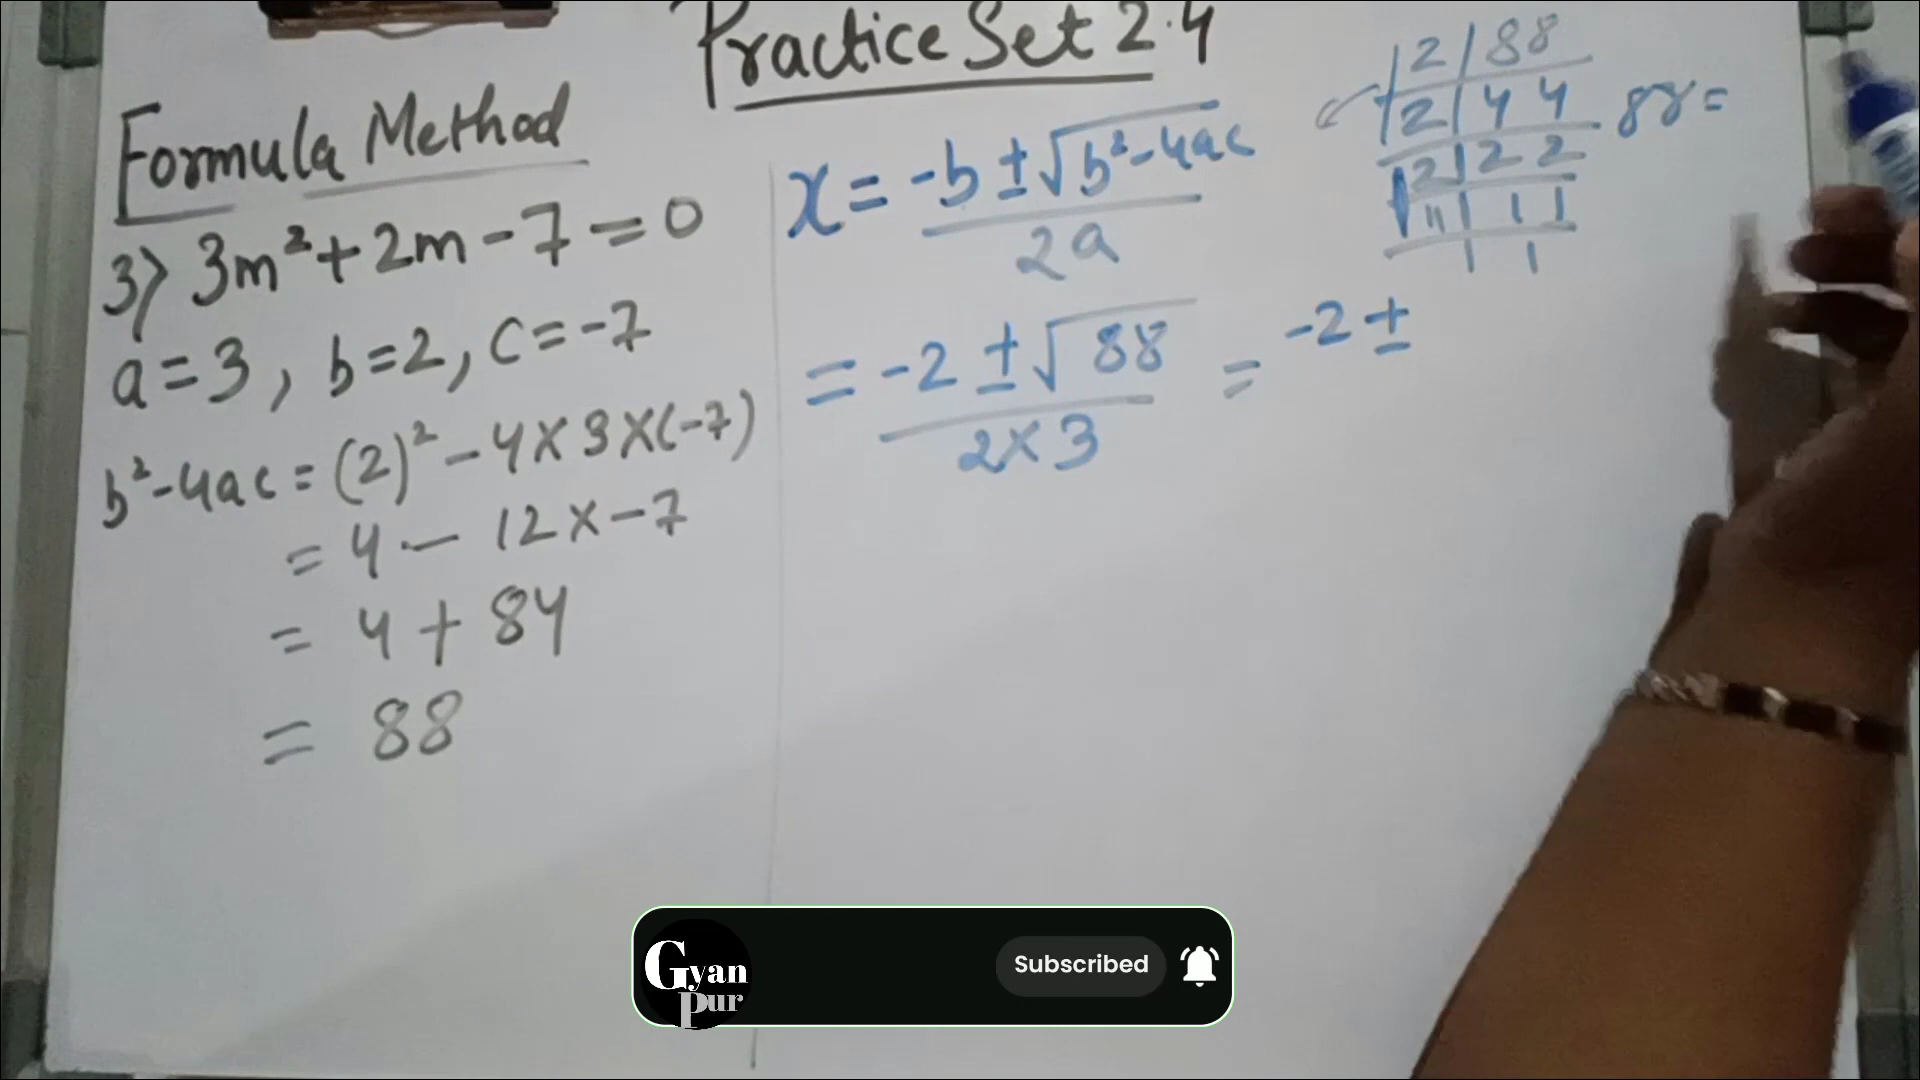 Practice Set 2.4
Formula Method
3) 3m²+2m-7=0
a=3, b=2, c=-7
b²-4ac = (2)² - 4×3×(-7)
= 4 - 12×-7
= 4 + 84
= 88
x = -b ± √b²-4ac
2a
= -2 ± √88 = -2 ±
2×3
2 | 88
2 | 44
88=
2 | 22
11 | 11
1
Gyan
Pur
Subscribed